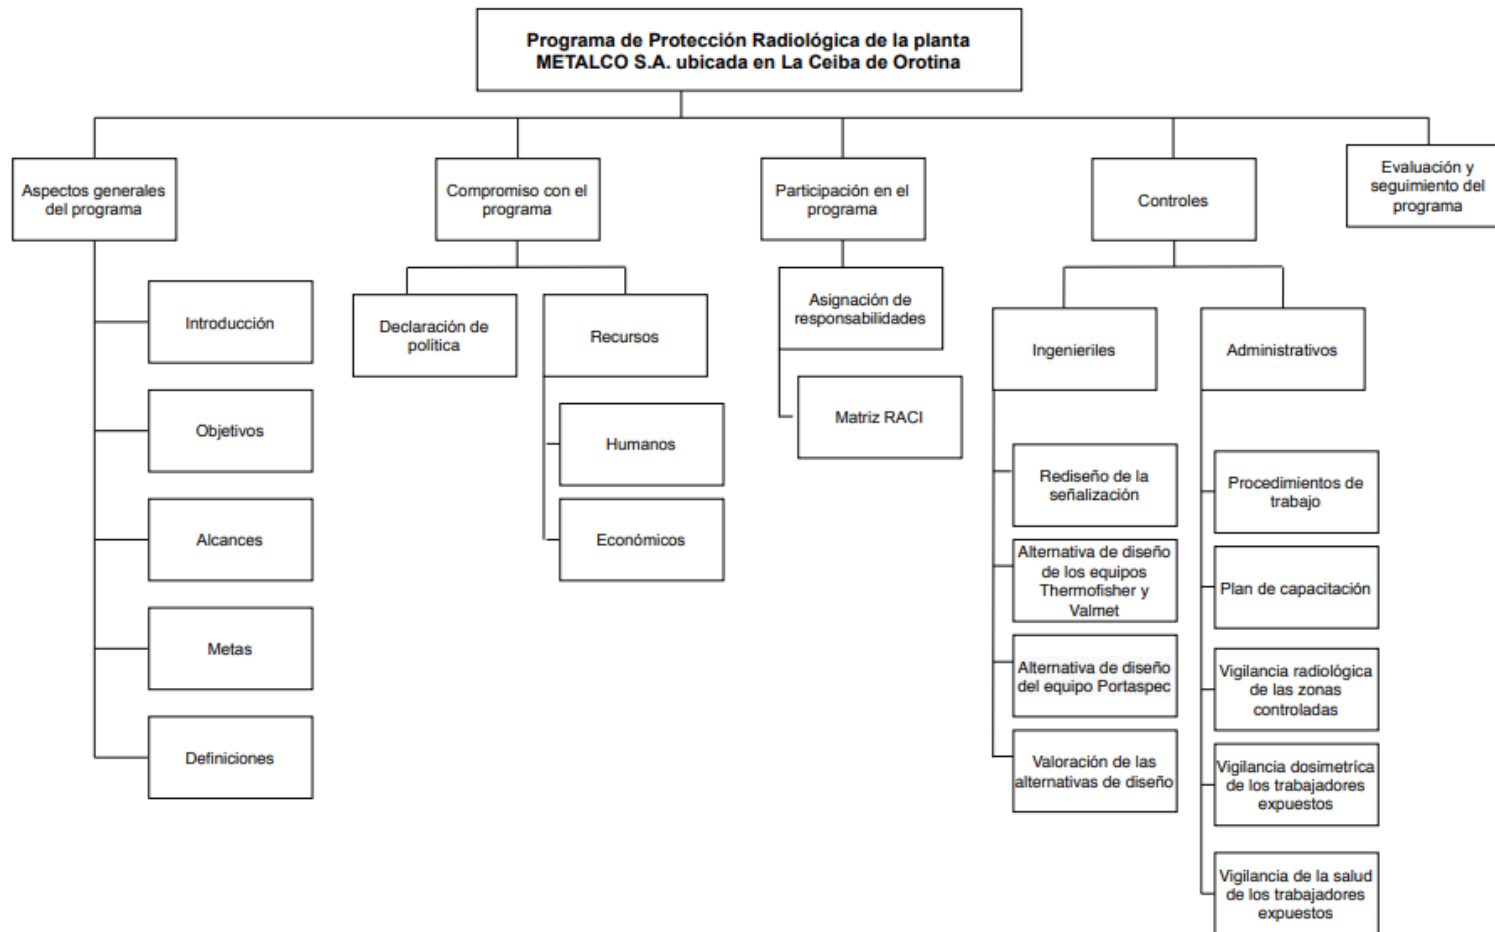 Programa de Protección Radiológica de la planta
METALCO S.A. ubicada en La Ceiba de Orotina
Aspectos generales
del programa
Compromiso con el
programa
Participación en el
programa
Controles
Evaluación y
seguimiento del
programa
Introducción
Objetivos
Alcances
Metas
Definiciones
Declaración de
política
Recursos
Humanos
Económicos
Asignación de
responsabilidades
Matriz RACI
Ingenieriles
Rediseño de la
señalización
Alternativa de diseño
de los equipos
Thermofisher y
Valmet
Alternativa de diseño
del equipo Portaspec
Valoración de las
alternativas de diseño
Administrativos
Procedimientos de
trabajo
Plan de capacitación
Vigilancia radiológica
de las zonas
controladas
Vigilancia dosimetrica
de los trabajadores
expuestos
Vigilancia de la salud
de los trabajadores
expuestos